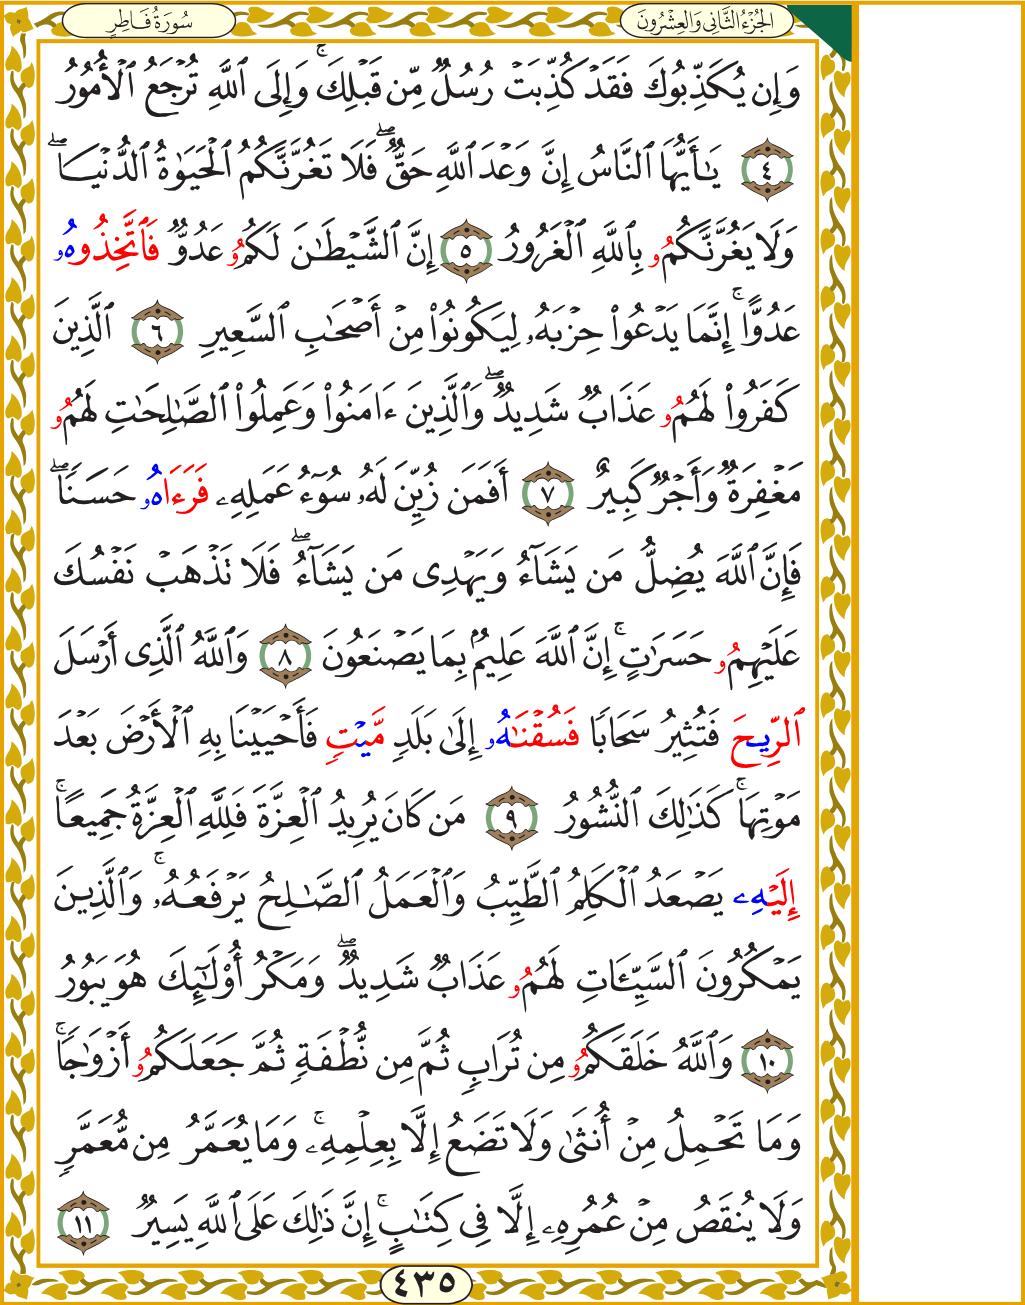 الجُزْءُ الثَّانِي وَالعِشْرُونَ
سُورَةُ فَاطِرٍ
وَإِن يُكَذِّبُوكَ فَقَدْ كُذِّبَتْ رُسُلٌ مِّن قَبْلِكَ ۚ وَإِلَى ٱللَّهِ تُرْجَعُ ٱلْأُمُورُ
٤ يَـٰٓأَيُّهَا ٱلنَّاسُ إِنَّ وَعْدَ ٱللَّهِ حَقٌّ ۖ فَلَا تَغُرَّنَّكُمُ ٱلْحَيَوٰةُ ٱلدُّنْيَا ۖ
وَلَا يَغُرَّنَّكُمُۥ بِٱللَّهِ ٱلْغَرُورُ ٥ إِنَّ ٱلشَّيْطَـٰنَ لَكُمُۥ عَدُوٌّ فَٱتَّخِذُوهُۥ
عَدُوًّا ۚ إِنَّمَا يَدْعُوا۟ حِزْبَهُۥ لِيَكُونُوا۟ مِنْ أَصْحَـٰبِ ٱلسَّعِيرِ ٦ ٱلَّذِينَ
كَفَرُوا۟ لَهُمُۥ عَذَابٌ شَدِيدٌ ۖ وَٱلَّذِينَ ءَامَنُوا۟ وَعَمِلُوا۟ ٱلصَّـٰلِحَـٰتِ لَهُمُۥ
مَغْفِرَةٌ وَأَجْرٌ كَبِيرٌ ٧ أَفَمَن زُيِّنَ لَهُۥ سُوٓءُ عَمَلِهِۦ فَرَءَاهُۥ حَسَنًا ۖ
فَإِنَّ ٱللَّهَ يُضِلُّ مَن يَشَآءُ وَيَهْدِى مَن يَشَآءُ ۖ فَلَا تَذْهَبْ نَفْسُكَ
عَلَيْهِمُۥ حَسَرَٰتٍ ۚ إِنَّ ٱللَّهَ عَلِيمٌۢ بِمَا يَصْنَعُونَ ٨ وَٱللَّهُ ٱلَّذِى أَرْسَلَ
ٱلرِّيحَ فَتُثِيرُ سَحَابًا فَسُقْنَـٰهُۥ إِلَىٰ بَلَدٍ مَّيْتٍ فَأَحْيَيْنَا بِهِ ٱلْأَرْضَ بَعْدَ
مَوْتِهَا ۚ كَذَٰلِكَ ٱلنُّشُورُ ٩ مَن كَانَ يُرِيدُ ٱلْعِزَّةَ فَلِلَّهِ ٱلْعِزَّةُ جَمِيعًا ۚ
إِلَيْهِۦ يَصْعَدُ ٱلْكَلِمُ ٱلطَّيِّبُ وَٱلْعَمَلُ ٱلصَّـٰلِحُ يَرْفَعُهُۥ ۚ وَٱلَّذِينَ
يَمْكُرُونَ ٱلسَّيِّـَٔاتِ لَهُمُۥ عَذَابٌ شَدِيدٌ ۖ وَمَكْرُ أُو۟لَـٰٓئِكَ هُوَ يَبُورُ
١٠ وَٱللَّهُ خَلَقَكُمُۥ مِن تُرَابٍ ثُمَّ مِن نُّطْفَةٍ ثُمَّ جَعَلَكُمُۥ أَزْوَٰجًا ۚ
وَمَا تَحْمِلُ مِنْ أُنثَىٰ وَلَا تَضَعُ إِلَّا بِعِلْمِهِۦ ۚ وَمَا يُعَمَّرُ مِن مُّعَمَّرٍ
وَلَا يُنقَصُ مِنْ عُمُرِهِۦٓ إِلَّا فِى كِتَـٰبٍ ۚ إِنَّ ذَٰلِكَ عَلَى ٱللَّهِ يَسِيرٌ ١١
٤٣٥